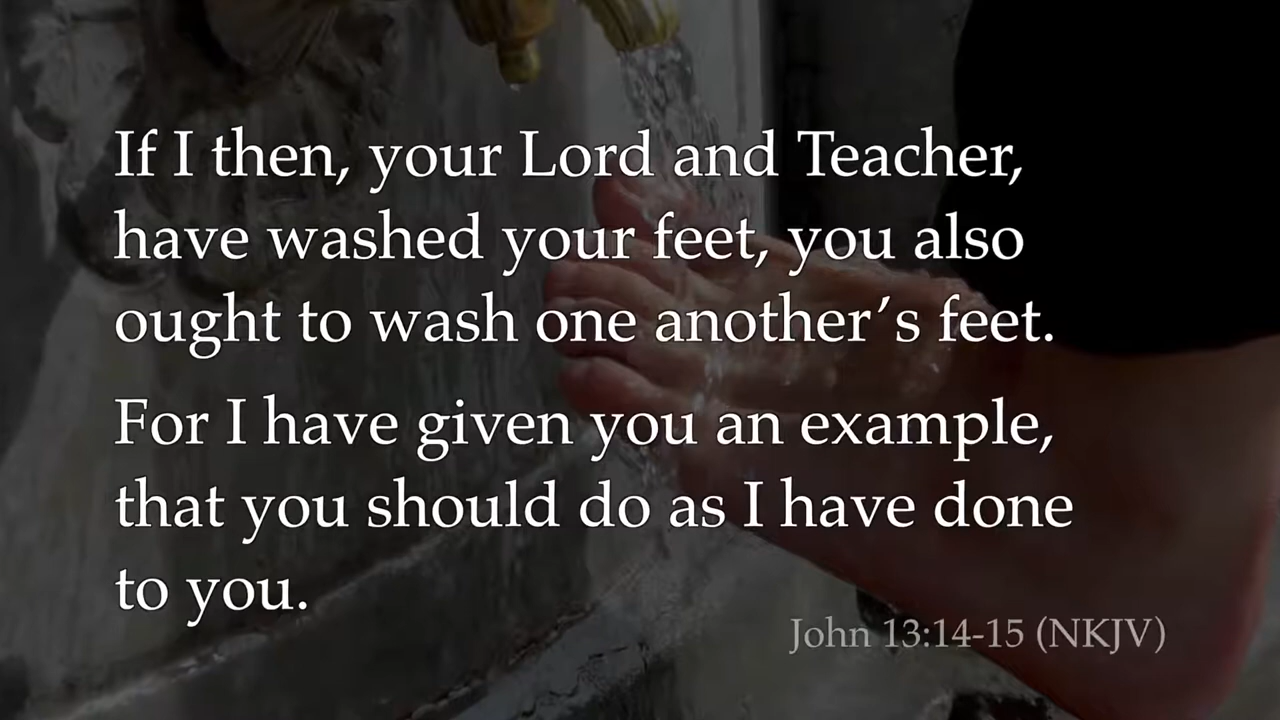 If I then, your Lord and Teacher,
have washed your feet, you also
ought to wash one another’s feet.
For I have given you an example,
that you should do as I have done
to you.
John 13:14-15 (NKJV)